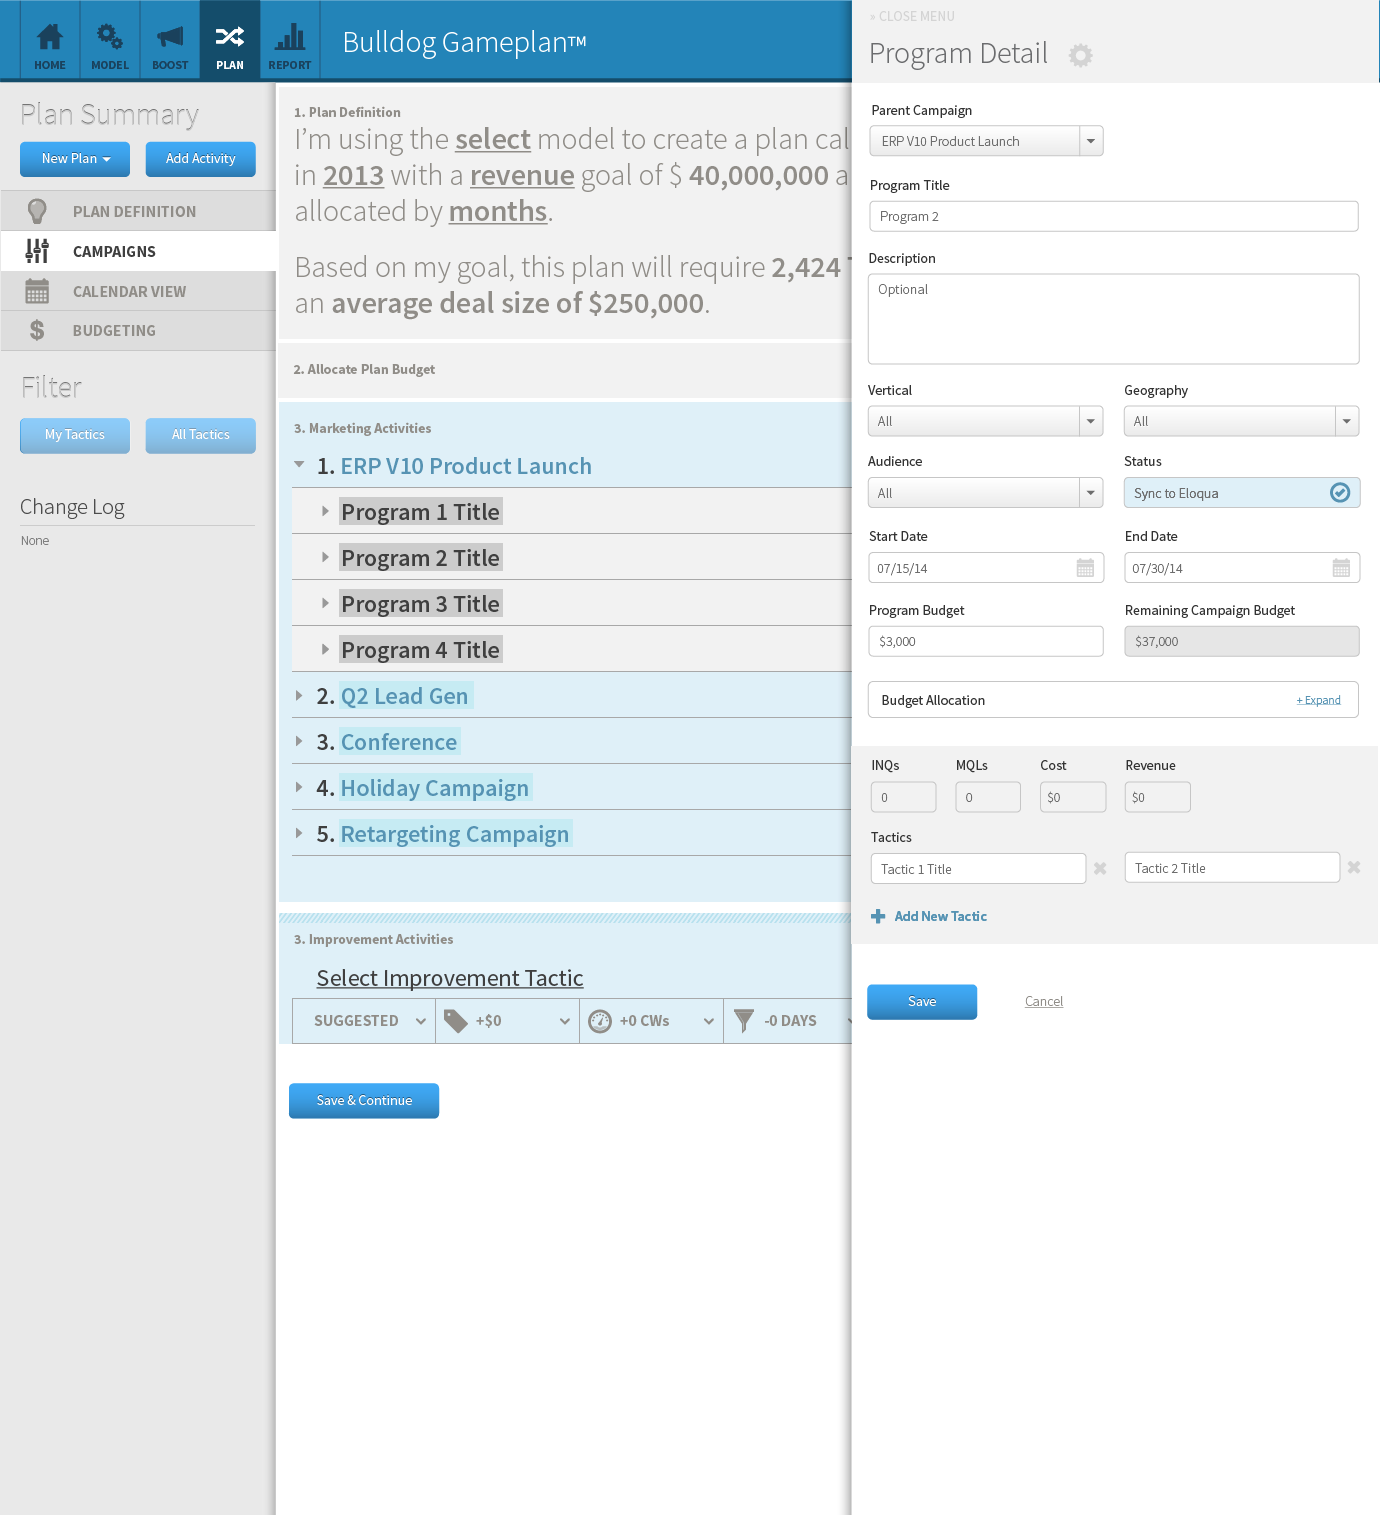 HOME
MODEL
BOOST
PLAN
REPORT
Bulldog Gameplan™
Plan Summary
New Plan
Add Activity
PLAN DEFINITION
CAMPAIGNS
CALENDAR VIEW
BUDGETING
Filter
My Tactics
All Tactics
Change Log
None
1. Plan Definition
I’m using the select model to create a plan cal
in 2013 with a revenue goal of $ 40,000,000 a
allocated by months.
Based on my goal, this plan will require 2,424
an average deal size of $250,000.
2. Allocate Plan Budget
3. Marketing Activities
1. ERP V10 Product Launch
Program 1 Title
Program 2 Title
Program 3 Title
Program 4 Title
2. Q2 Lead Gen
3. Conference
4. Holiday Campaign
5. Retargeting Campaign
3. Improvement Activities
Select Improvement Tactic
SUGGESTED
+$0
+0 CWs
-0 DAYS
Save & Continue
» CLOSE MENU
Program Detail
Parent Campaign
ERP V10 Product Launch
Program Title
Program 2
Description
Optional
Vertical
Geography
All
All
Audience
Status
All
Sync to Eloqua
Start Date
End Date
07/15/14
07/30/14
Program Budget
Remaining Campaign Budget
$3,000
$37,000
Budget Allocation
+ Expand
INQs
MQLs
Cost
Revenue
0
0
$0
$0
Tactics
Tactic 1 Title
Tactic 2 Title
Add New Tactic
Save
Cancel